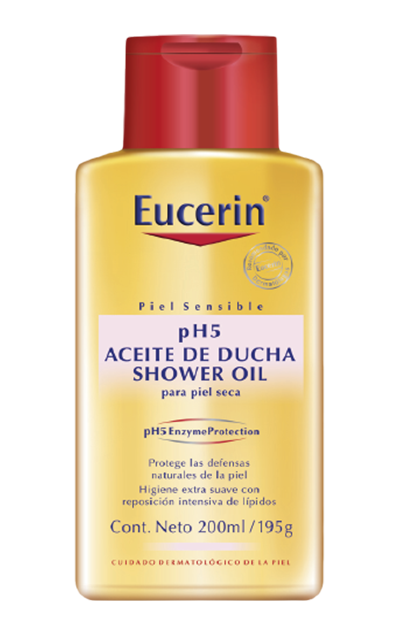 Eucerin®
Piel Sensible
pH5
ACEITE DE DUCHA
SHOWER OIL
para piel seca
pH5 EnzymeProtection
Protege las defensas
naturales de la piel
Higiene extra suave con
reposición intensiva de lípidos
Cont. Neto 200ml/195g
CUIDADO DERMATOLÓGICO DE LA PIEL